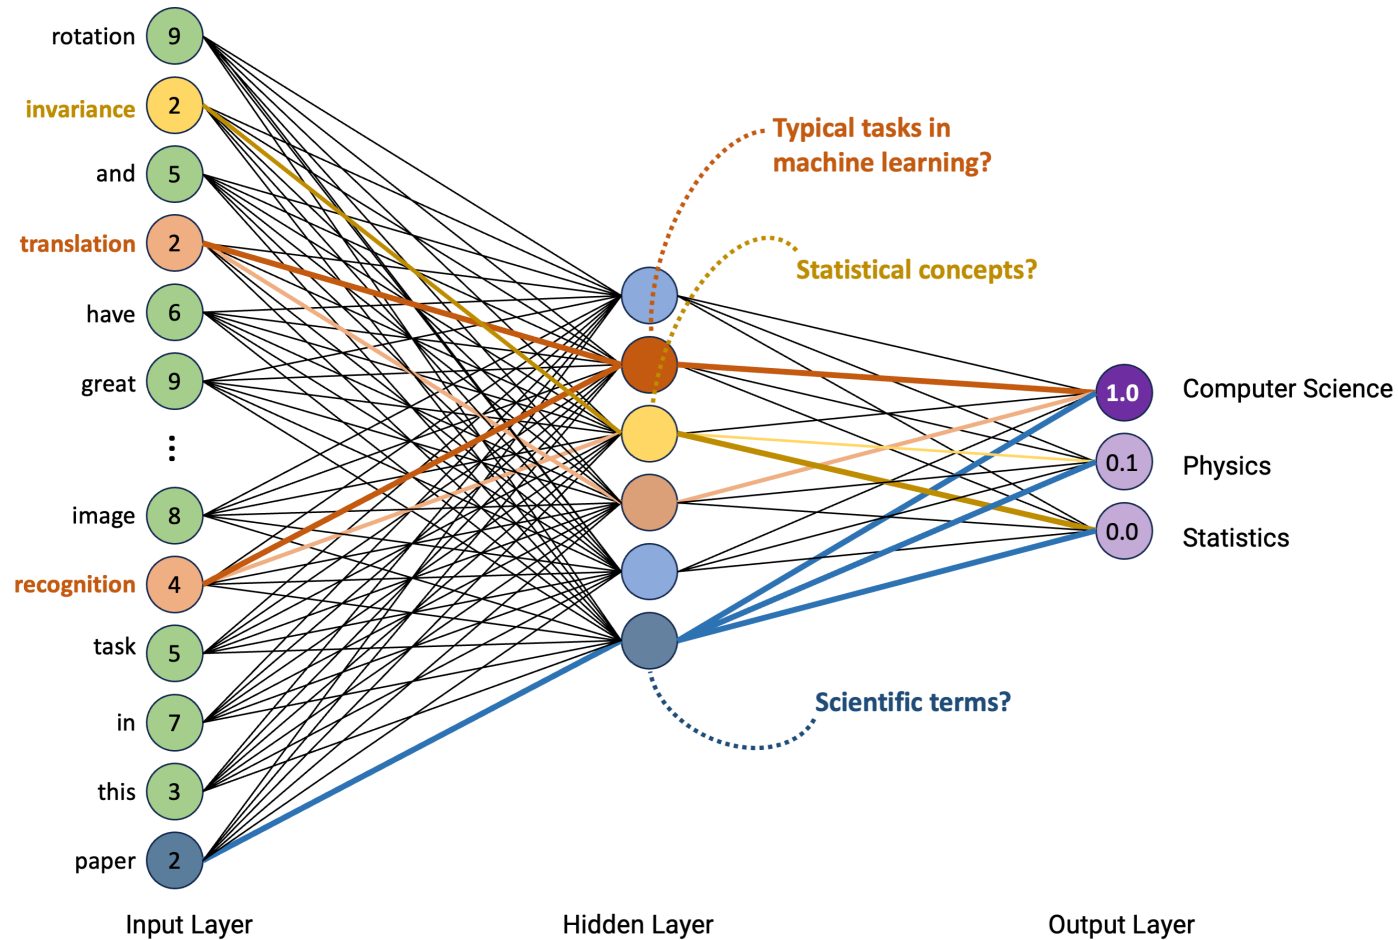 rotation 9
invariance 2
and 5
translation 2
have 6
great 9
⋮
image 8
recognition 4
task 5
in 7
this 3
paper 2
Input Layer
Typical tasks in
machine learning?
Statistical concepts?
Scientific terms?
Hidden Layer
1.0 Computer Science
0.1 Physics
0.0 Statistics
Output Layer